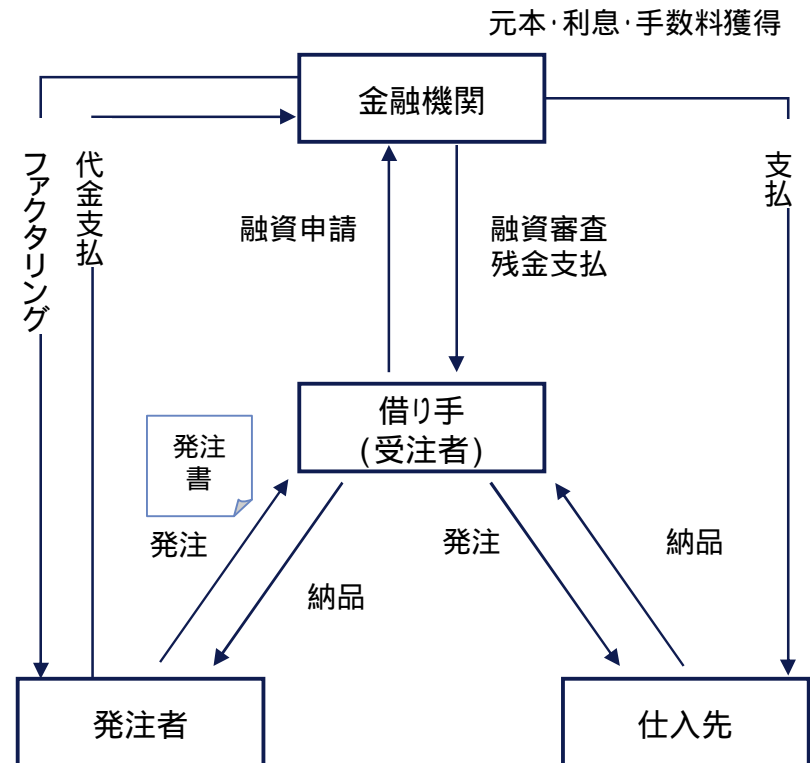 元本･利息･手数料獲得
金融機関
ファクタリング
代金支払
支払
融資申請
融資審査
残金支払
借り手
(受注者)
発注
書
発注
納品
発注
納品
発注者
仕入先